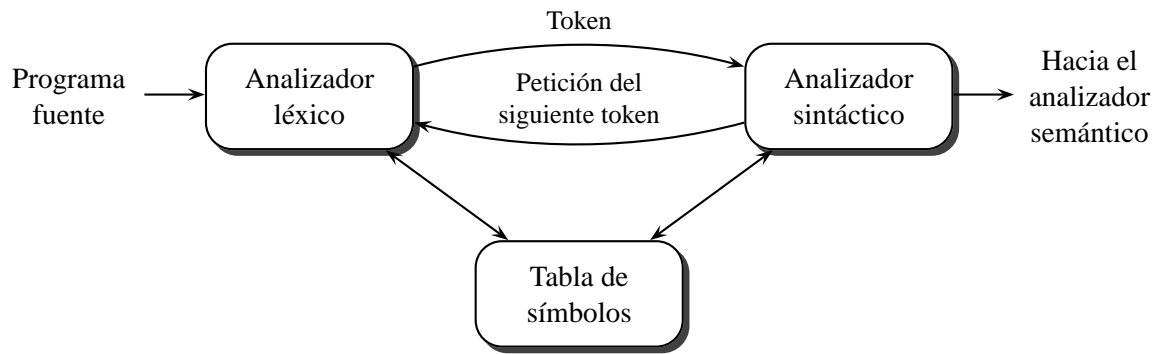 Token
Programa
fuente
Analizador
léxico
Petición del
siguiente token
Analizador
sintáctico
Hacia el
analizador
semántico
Tabla de
símbolos